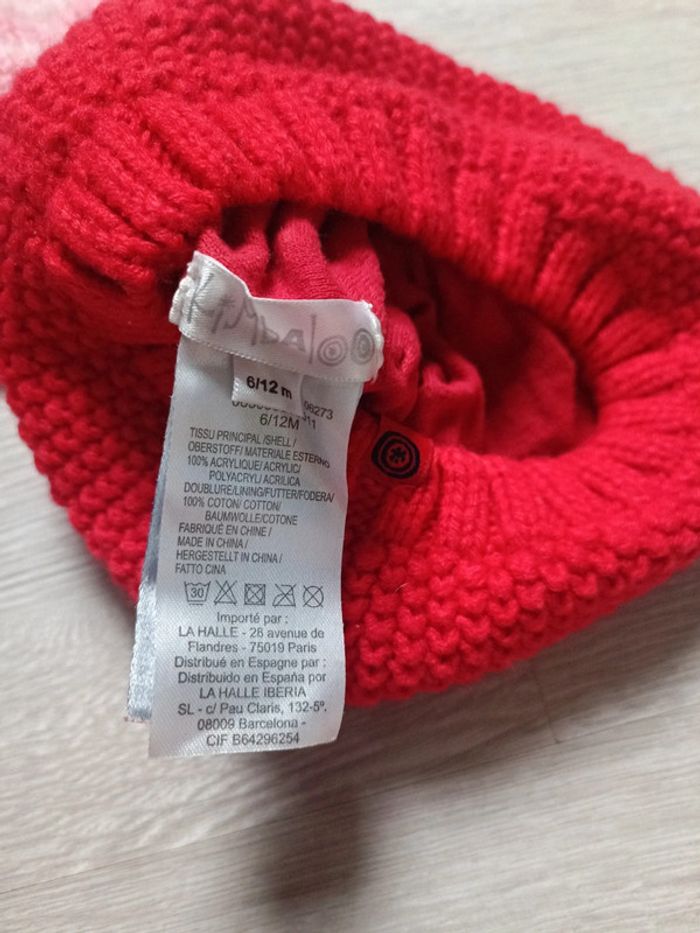 Kimbaloo
6/12 m
06273
311
6/12M
TISSU PRINCIPAL /SHELL /
OBERSTOFF/ MATERIALE ESTERNO
100% ACRYLIQUE/ ACRYLIC/
POLYACRYL/ ACRILICA
DOUBLURE/LINING/FUTTER/FODERA/
100% COTON/ COTTON/
BAUMWOLLE/COTONE
FABRIQUÉ EN CHINE /
MADE IN CHINA /
HERGESTELLT IN CHINA /
FATTO CINA
30
Importé par :
LA HALLE - 28 avenue de
Flandres - 75019 Paris
Distribué en Espagne par :
Distribuido en España por
LA HALLE IBERIA
SL - c/ Pau Claris, 132-5º.
08009 Barcelona -
CIF B64296254